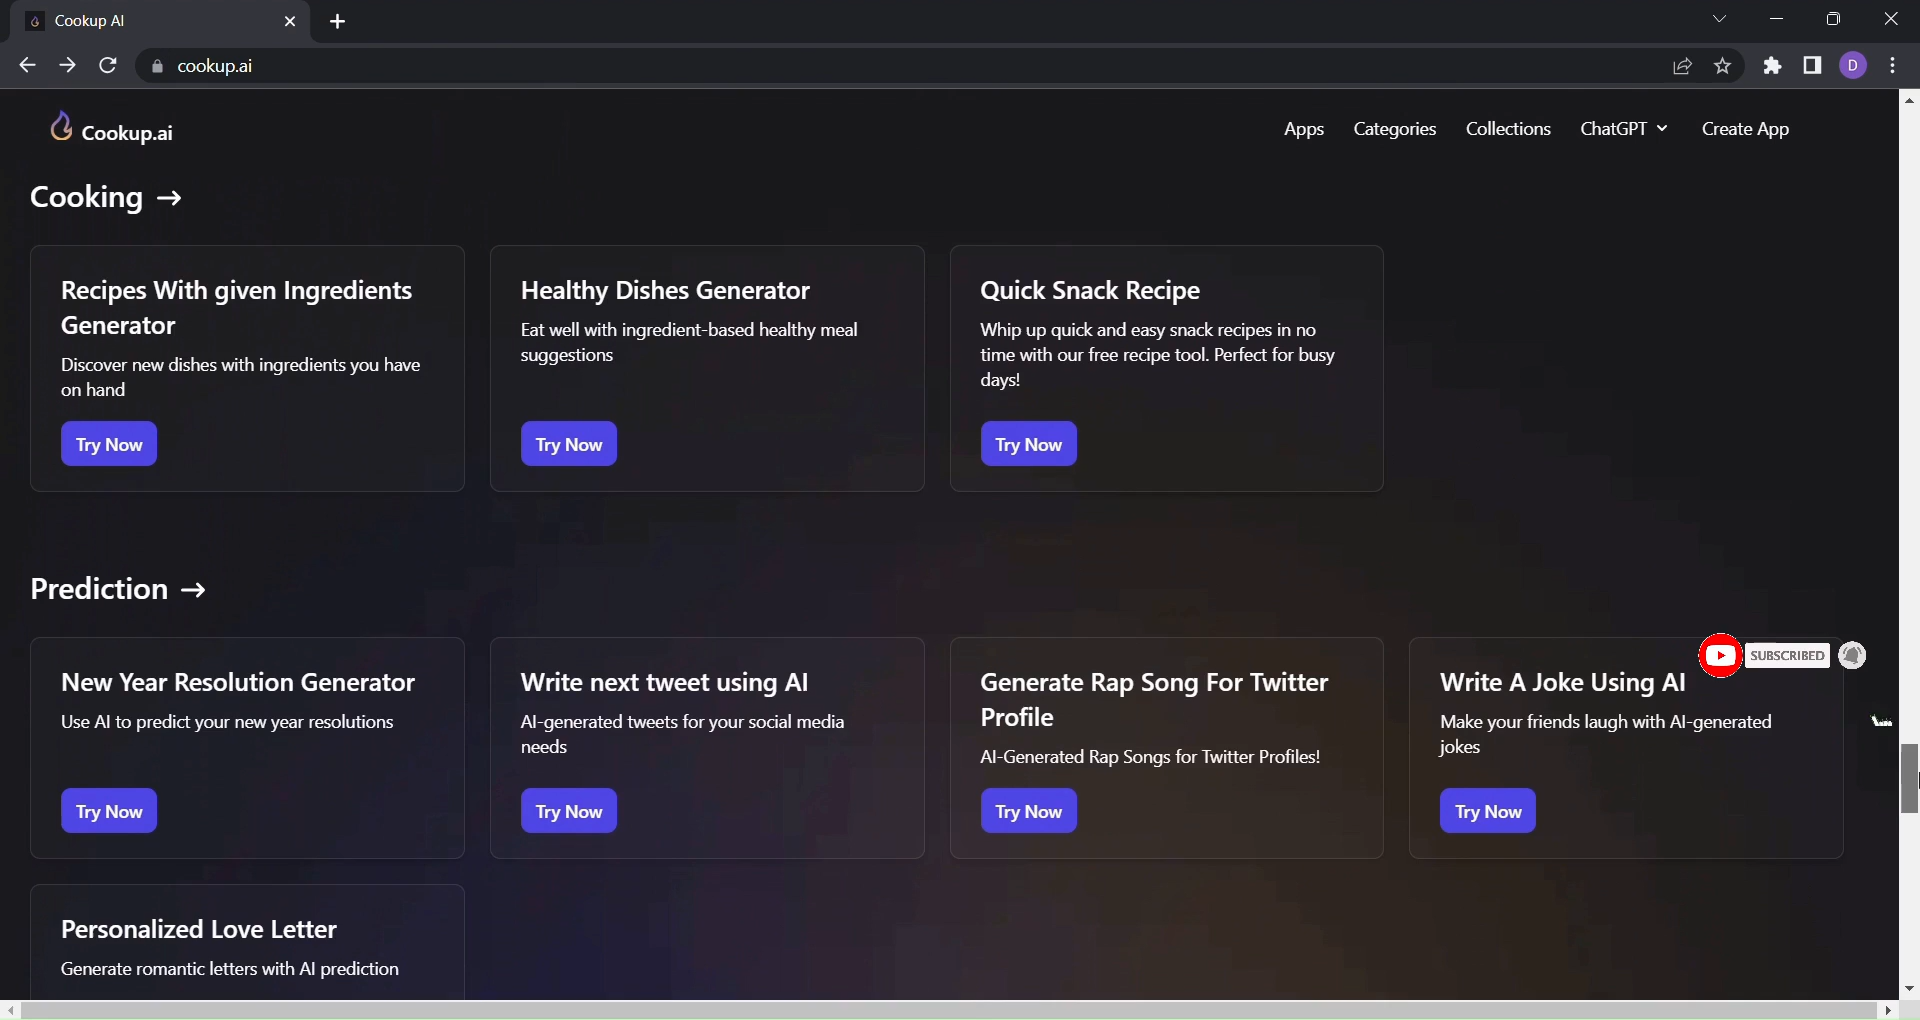 Cookup AI
cookup.ai
D
Cookup.ai
Apps Categories Collections ChatGPT Create App
Cooking →
Recipes With given Ingredients
Generator
Discover new dishes with ingredients you have
on hand
Try Now
Healthy Dishes Generator
Eat well with ingredient-based healthy meal
suggestions
Try Now
Quick Snack Recipe
Whip up quick and easy snack recipes in no
time with our free recipe tool. Perfect for busy
days!
Try Now
Prediction →
New Year Resolution Generator
Use AI to predict your new year resolutions
Try Now
Write next tweet using AI
AI-generated tweets for your social media
needs
Try Now
Generate Rap Song For Twitter
Profile
AI-Generated Rap Songs for Twitter Profiles!
Try Now
Write A Joke Using AI
Make your friends laugh with AI-generated
jokes
Try Now
SUBSCRIBED
Personalized Love Letter
Generate romantic letters with AI prediction